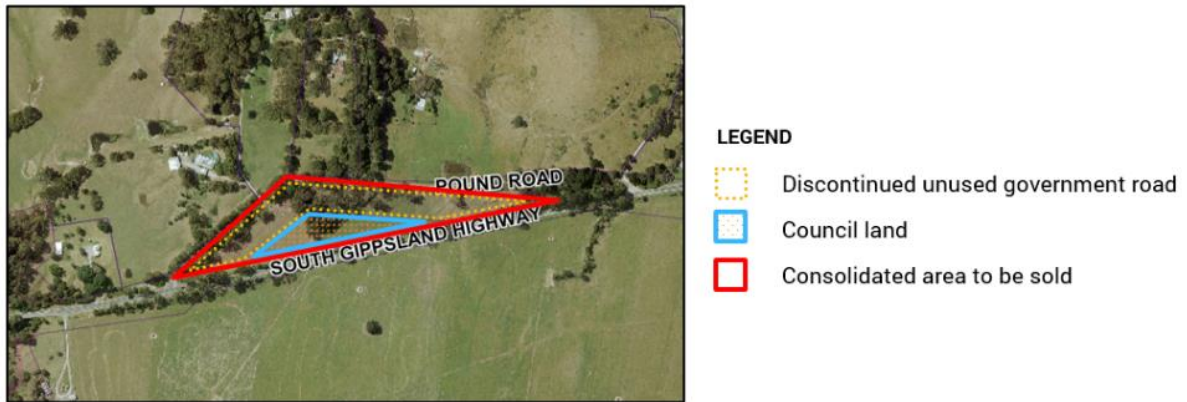 POUND ROAD
SOUTH GIPPSLAND HIGHWAY
LEGEND
Discontinued unused government road
Council land
Consolidated area to be sold